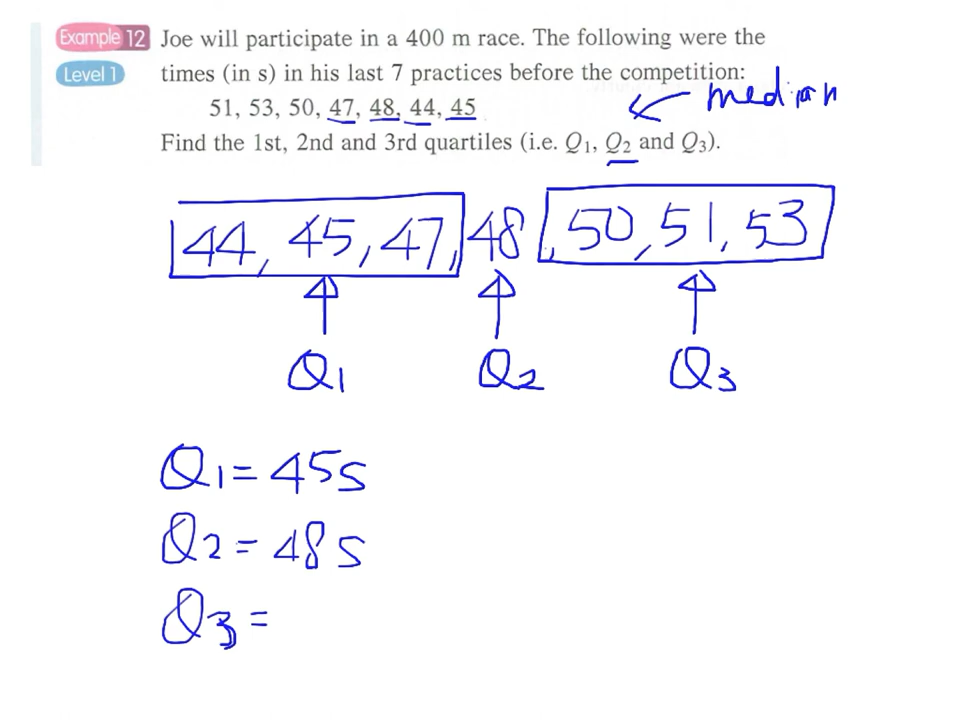 Example 12 Joe will participate in a 400 m race. The following were the
Level 1 times (in s) in his last 7 practices before the competition:
median
51, 53, 50, 47, 48, 44, 45
Find the 1st, 2nd and 3rd quartiles (i.e. Q1, Q2 and Q3).
44, 45, 47, 48, 50, 51, 53
Q1 Q2 Q3
Q1 = 45s
Q2 = 48s
Q3 =